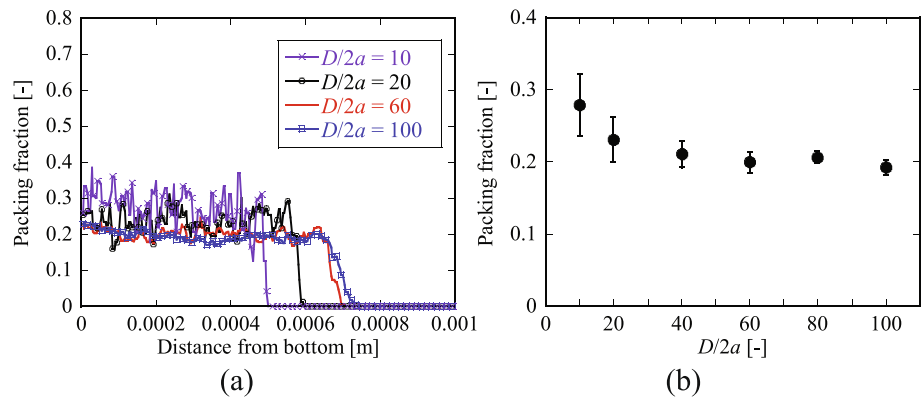 0.8
0.7
0.6
0.5
0.4
0.3
0.2
0.1
0
Packing fraction [-]
D/2a = 10
D/2a = 20
D/2a = 60
D/2a = 100
0 0.0002 0.0004 0.0006 0.0008 0.001
Distance from bottom [m]
(a)
0.4
0.3
0.2
0.1
0
Packing fraction [-]
0 20 40 60 80 100
D/2a [-]
(b)